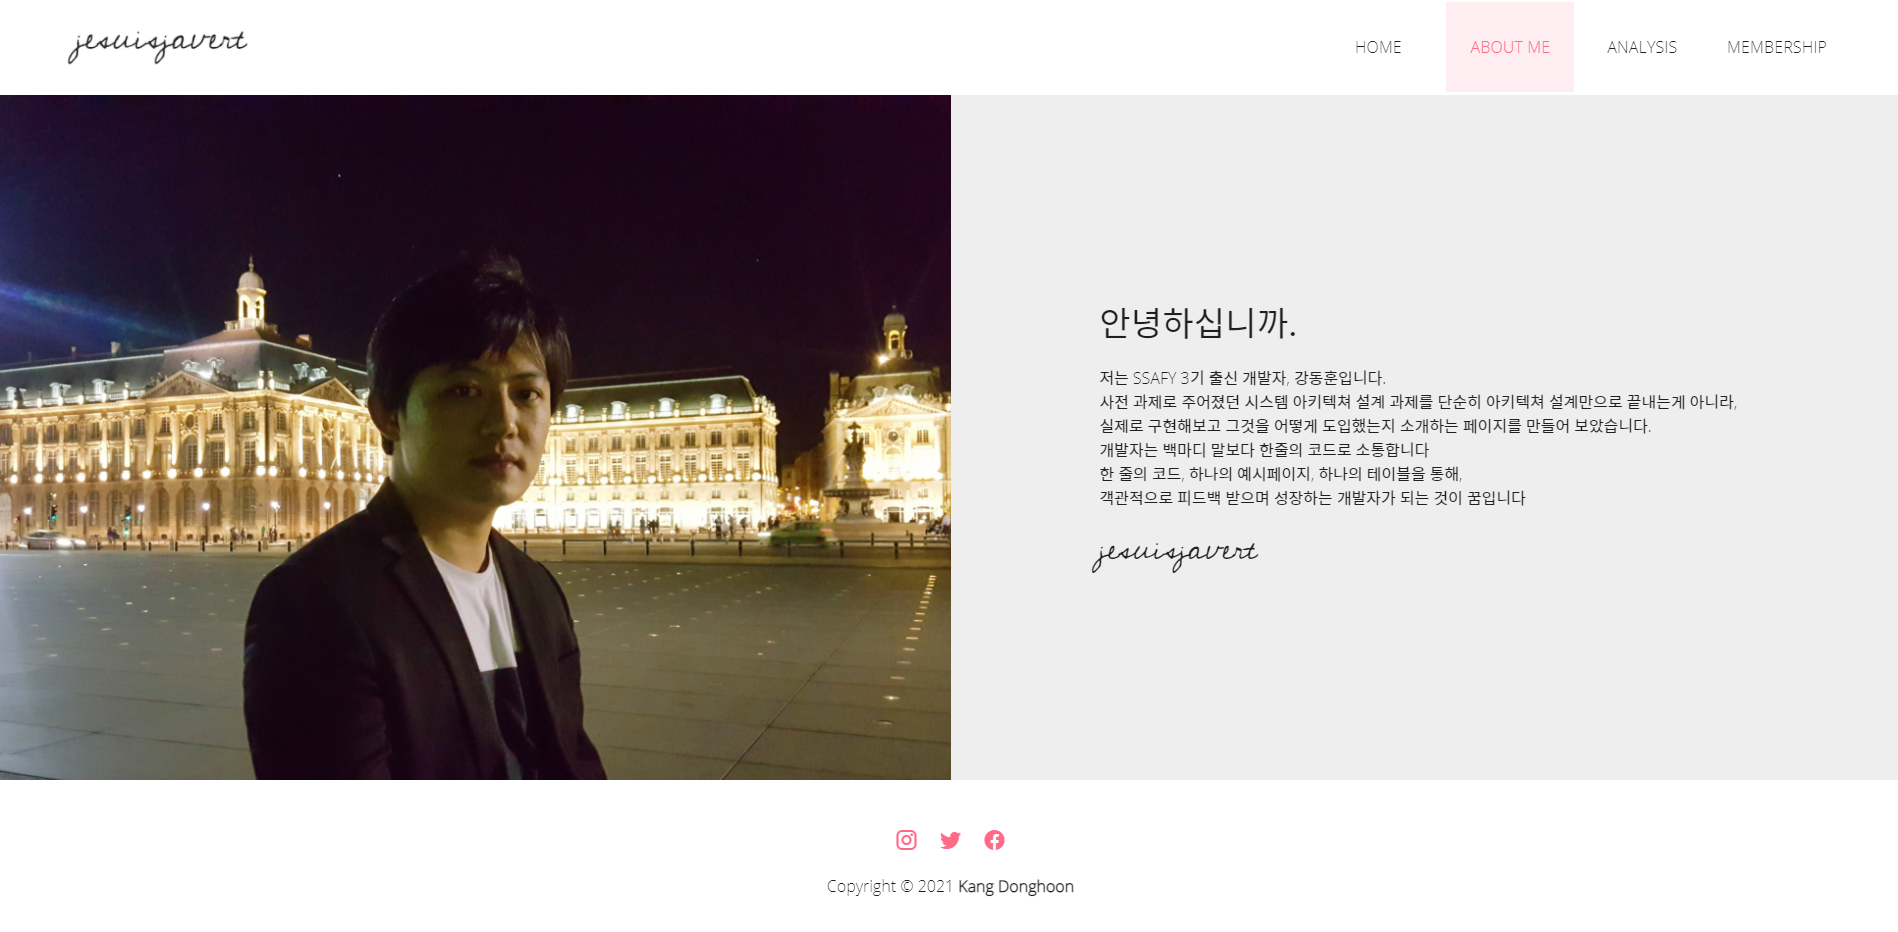 jesuisjavert
HOME ABOUT ME ANALYSIS MEMBERSHIP
안녕하십니까.
저는 SSAFY 3기 출신 개발자, 강동훈입니다.
사전 과제로 주어졌던 시스템 아키텍쳐 설계 과제를 단순히 아키텍쳐 설계만으로 끝내는게 아니라,
실제로 구현해보고 그것을 어떻게 도입했는지 소개하는 페이지를 만들어 보았습니다.
개발자는 백마디 말보다 한줄의 코드로 소통합니다
한 줄의 코드, 하나의 예시페이지, 하나의 테이블을 통해,
객관적으로 피드백 받으며 성장하는 개발자가 되는 것이 꿈입니다
jesuisjavert
Copyright © 2021 Kang Donghoon